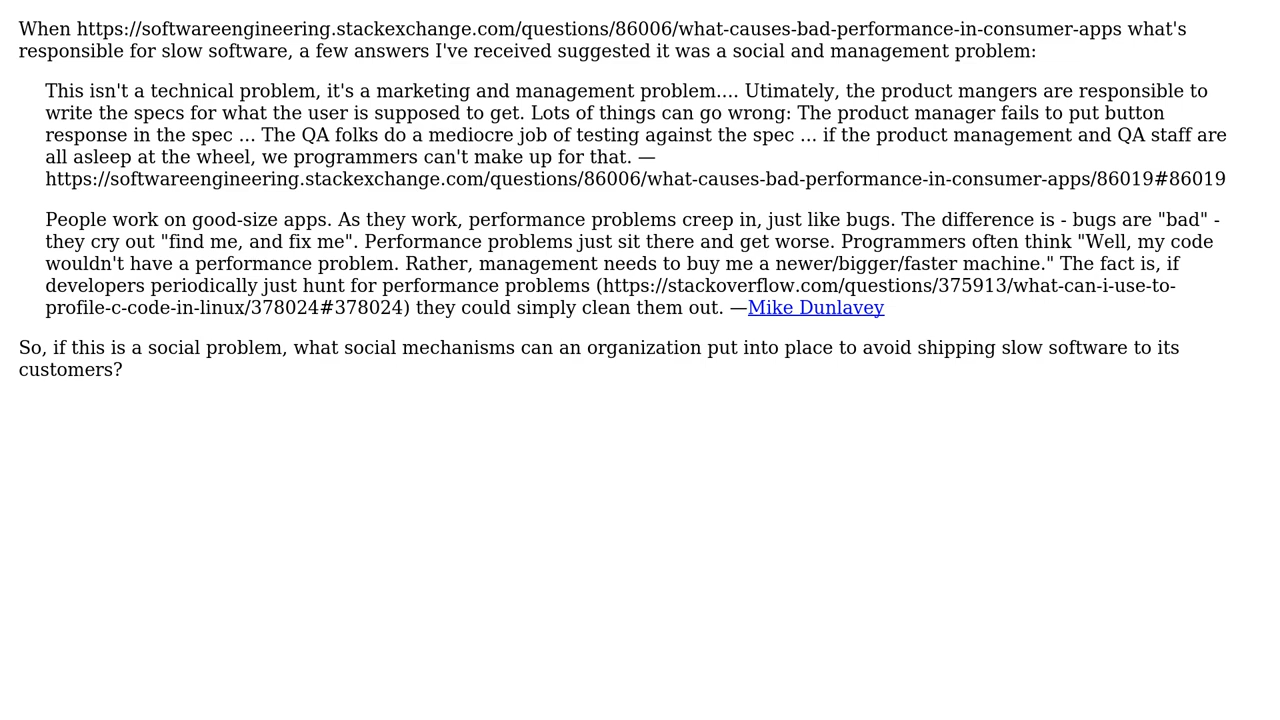 When https://softwareengineering.stackexchange.com/questions/86006/what-causes-bad-performance-in-consumer-apps what's
responsible for slow software, a few answers I've received suggested it was a social and management problem:
This isn't a technical problem, it's a marketing and management problem.... Utimately, the product mangers are responsible to
write the specs for what the user is supposed to get. Lots of things can go wrong: The product manager fails to put button
response in the spec ... The QA folks do a mediocre job of testing against the spec ... if the product management and QA staff are
all asleep at the wheel, we programmers can't make up for that. —
https://softwareengineering.stackexchange.com/questions/86006/what-causes-bad-performance-in-consumer-apps/86019#86019
People work on good-size apps. As they work, performance problems creep in, just like bugs. The difference is - bugs are "bad" -
they cry out "find me, and fix me". Performance problems just sit there and get worse. Programmers often think "Well, my code
wouldn't have a performance problem. Rather, management needs to buy me a newer/bigger/faster machine." The fact is, if
developers periodically just hunt for performance problems (https://stackoverflow.com/questions/375913/what-can-i-use-to-
profile-c-code-in-linux/378024#378024) they could simply clean them out. —Mike Dunlavey
So, if this is a social problem, what social mechanisms can an organization put into place to avoid shipping slow software to its
customers?